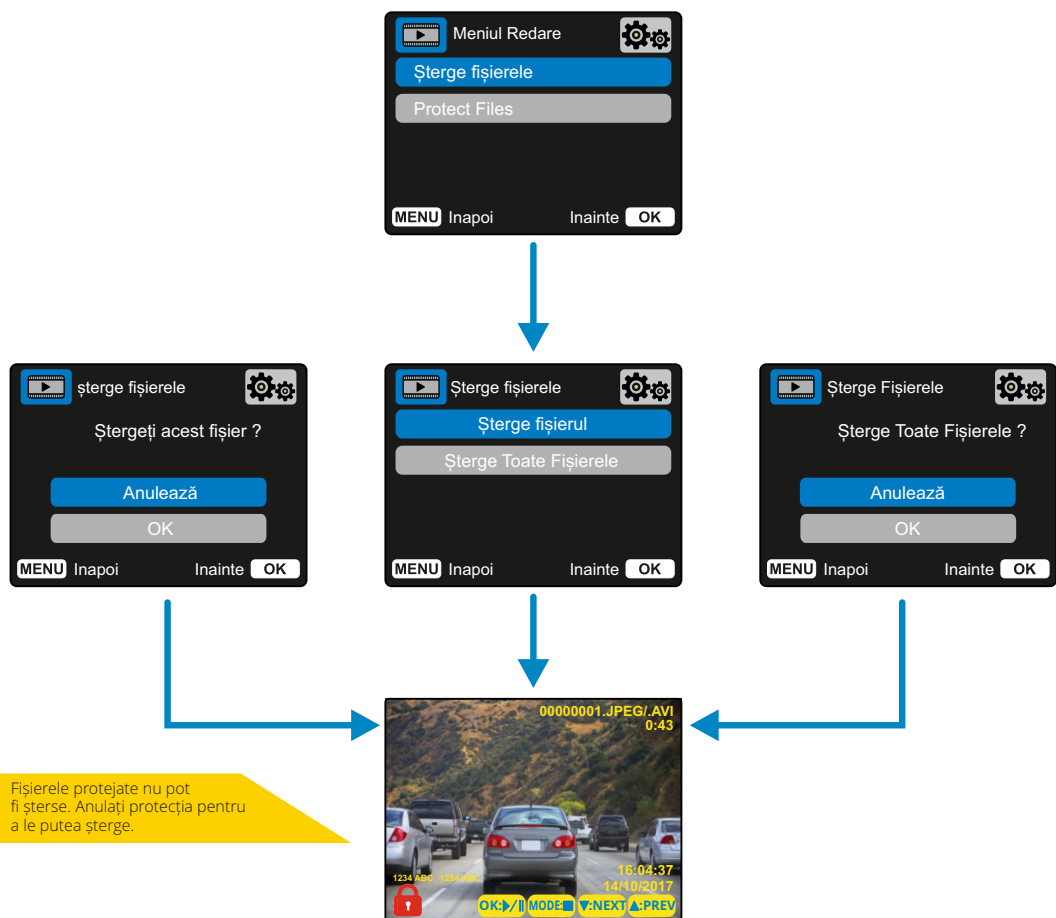 Meniul Redare
Șterge fișierele
Protect Files
MENU Inapoi Inainte OK
șterge fișierele
Ștergeți acest fișier ?
Anulează
OK
MENU Inapoi Inainte OK
Șterge fișierele
Șterge fișierul
Șterge Toate Fișierele
MENU Inapoi Inainte OK
Șterge Fișierele
Șterge Toate Fișierele ?
Anulează
OK
MENU Inapoi Inainte OK
00000001.JPEG/.AVI
0:43
Fișierele protejate nu pot
fi șterse. Anulați protecția pentru
a le putea șterge.
16:04:37
1234 ABC 1234 ABC
14/10/2017
OK: MODE: :NEXT :PREV